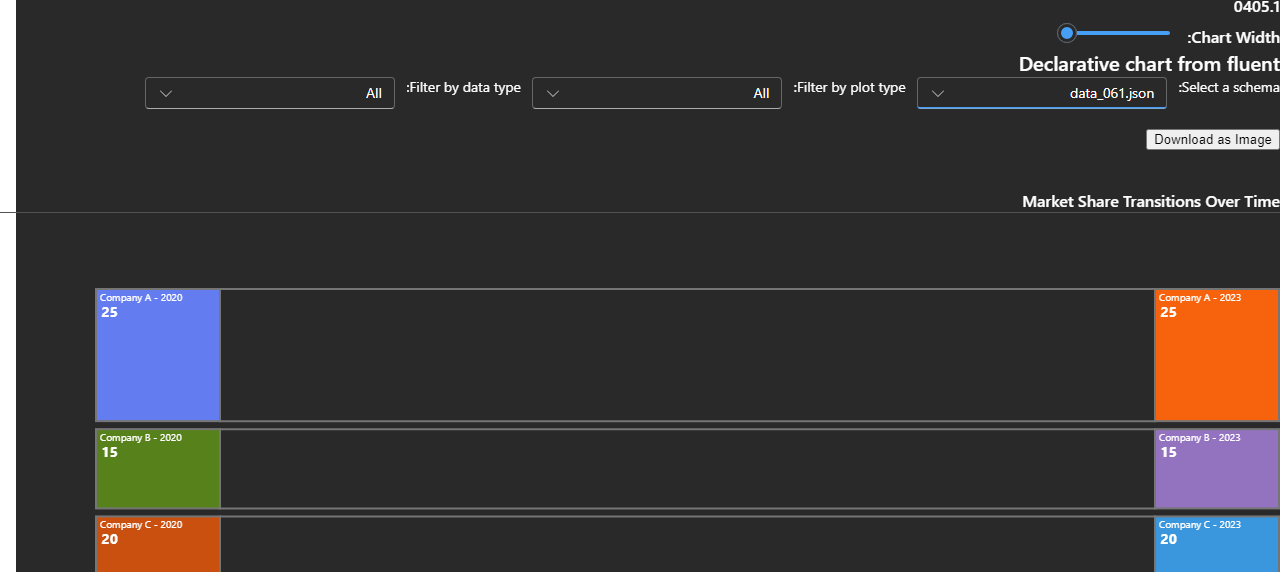 0405.1
:Chart Width
Declarative chart from fluent
:Select a schema
data_061.json
:Filter by plot type
All
:Filter by data type
All
Download as Image
Market Share Transitions Over Time
Company A - 2020
25
Company A - 2023
25
Company B - 2020
15
Company B - 2023
15
Company C - 2020
20
Company C - 2023
20